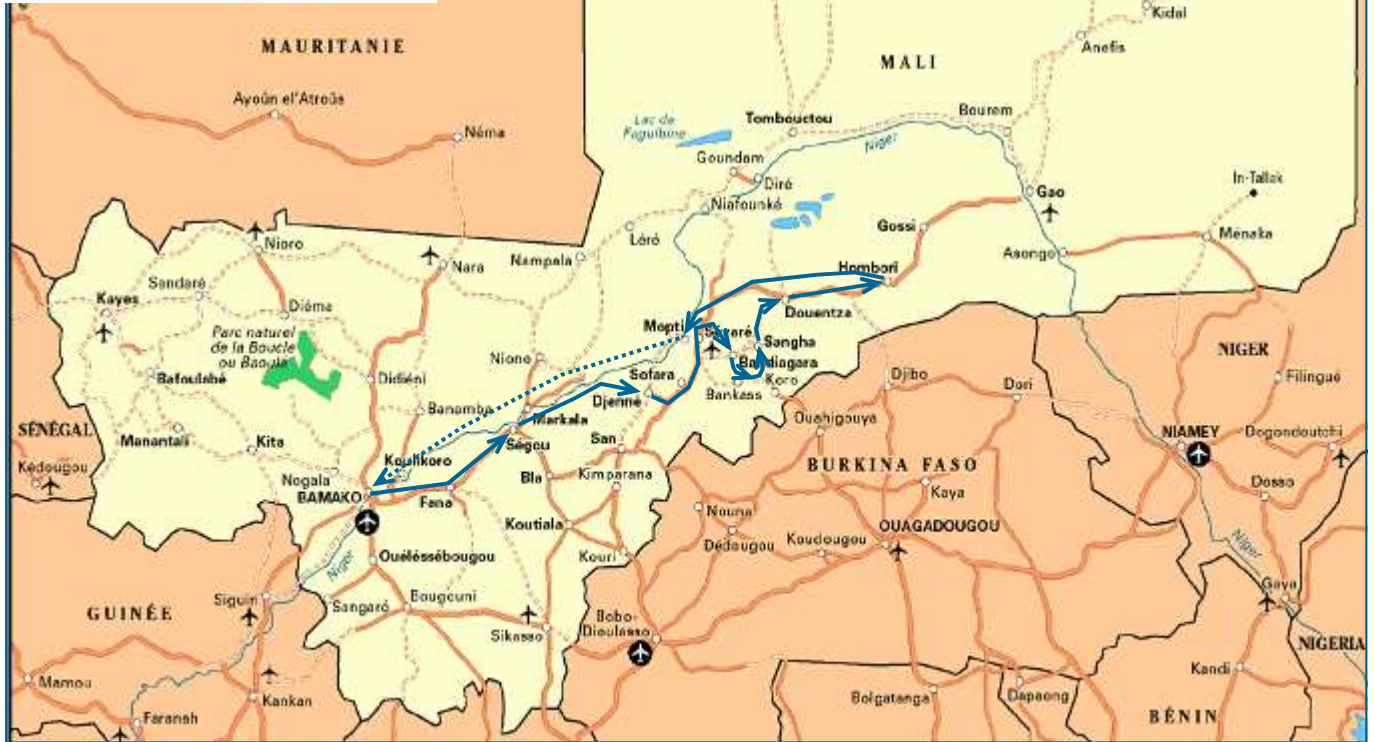 Kidal
MAURITANIE
Anefis
MALI
Ayoûn el'Atroûs
Lac de
Faguibine
Tombouctou
Bourem
Néma
Niger
Goundam
Diré
In-Tallak
Gao
Niafounké
Gossi
Ménaka
Léré
Nioro
Asongo
Nampala
Nara
Hombori
Sandaré
Kayes
Diéma
Douentza
Parc naturel
de la Boucle
ou Baoula
Mopti
Sévaré
Sangha
NIGER
Niono
Bandiagara
Bafoulabé
Didiéni
Sofara
Koro
Djibo
Dori
Filingué
Bankass
Djenné
Banamba
Markala
Ouahigouya
SÉNÉGAL
Manantali
Kita
Ségou
San
NIAMEY
Dogondoutchi
Koulikoro
BURKINA FASO
Kédougou
Nogala
Bla
Kimparana
BAMAKO
Fana
Kaya
Dosso
Nouna
Koutiala
OUAGADOUGOU
Dédougou
Koudougou
Ouéléssébougou
Kouri
Niger
Niger
Gaya
Siguiri
Sangaré
Bougouni
GUINÉE
Bobo-
Dioulasso
Sikasso
NIGERIA
Kandi
Mamou
Kankan
Bolgatanga
Dapaong
Faranah
BÉNIN